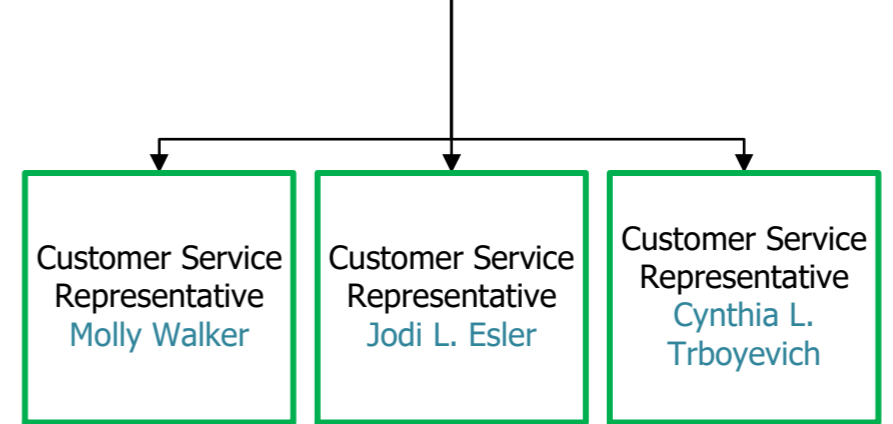 Customer Service
Representative
Molly Walker
Customer Service
Representative
Jodi L. Esler
Customer Service
Representative
Cynthia L.
Trboyevich